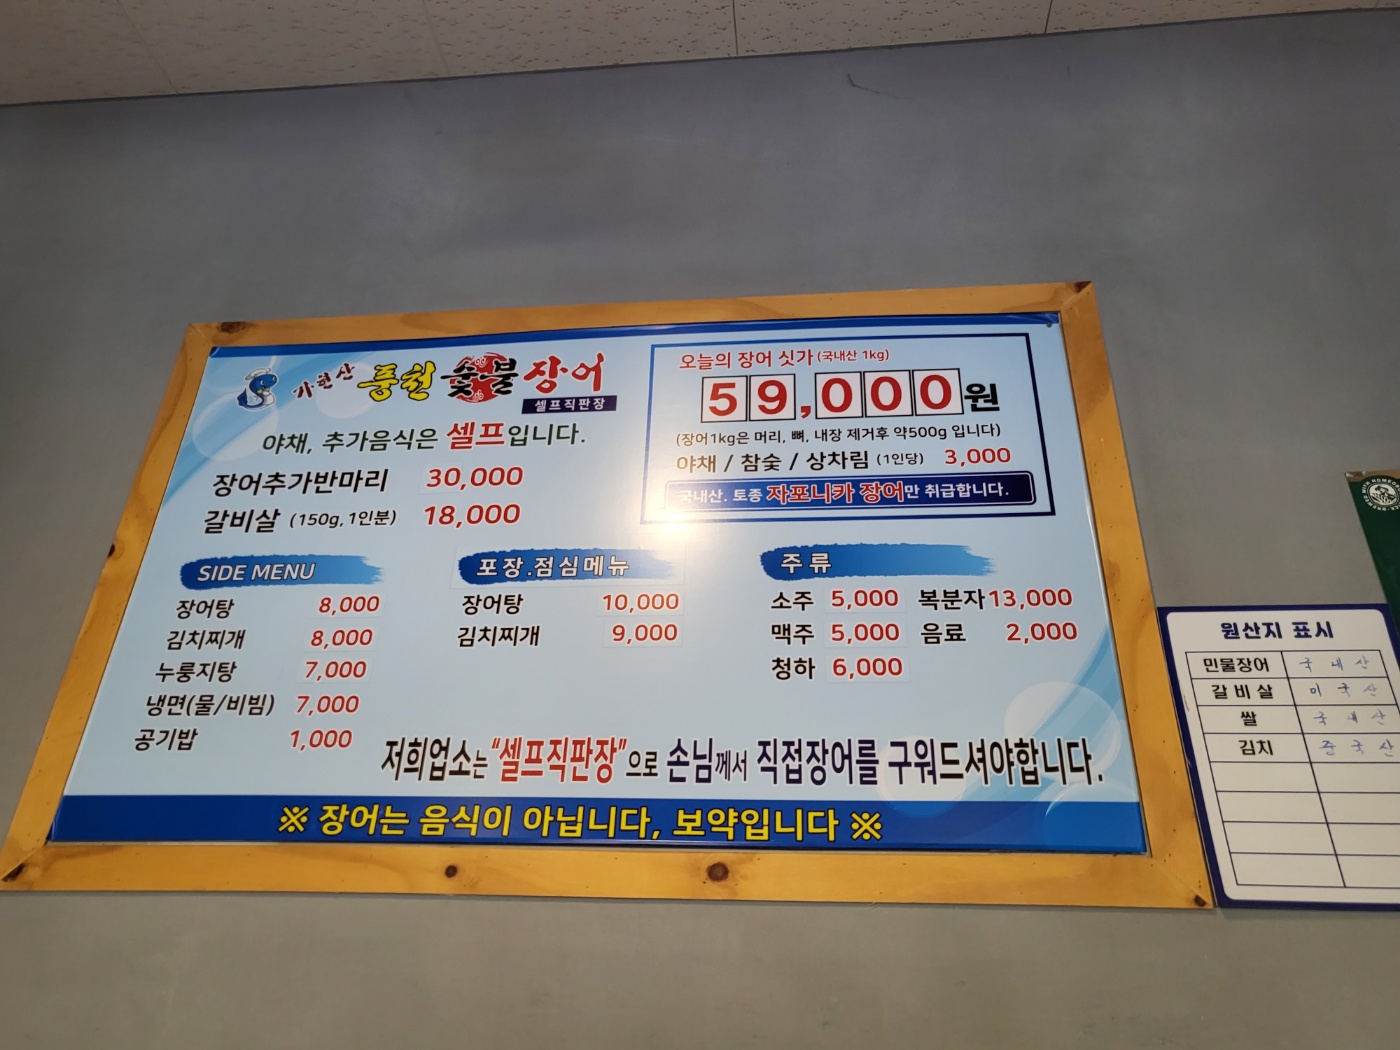 가현산 풍천 숯불 장어
셀프직판장
야채, 추가음식은 셀프입니다.
장어추가반마리 30,000
갈비살 (150g, 1인분) 18,000
오늘의 장어 싯가 (국내산 1kg)
59,000원
(장어1kg은 머리, 뼈, 내장 제거후 약500g 입니다)
야채 / 참숯 / 상차림 (1인당) 3,000
국내산. 토종 자포니카 장어만 취급합니다.
SIDE MENU
장어탕 8,000
김치찌개 8,000
누룽지탕 7,000
냉면(물/비빔) 7,000
공기밥 1,000
포장.점심메뉴
장어탕 10,000
김치찌개 9,000
주류
소주 5,000 복분자 13,000
맥주 5,000 음료 2,000
청하 6,000
저희업소는 “셀프직판장”으로 손님께서 직접장어를 구워드셔야합니다.
※ 장어는 음식이 아닙니다, 보약입니다 ※
원산지 표시
민물장어 국내산
갈비살 미국산
쌀 국내산
김치 중국산